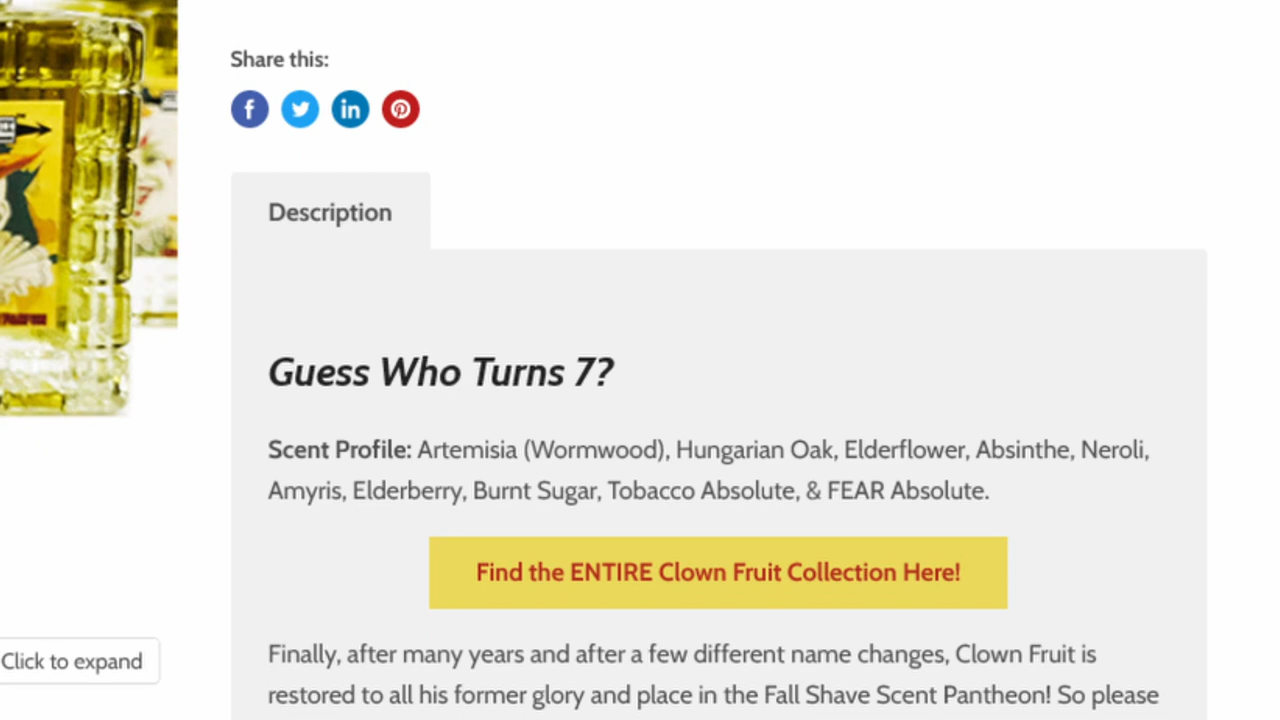 Share this:
Description
Guess Who Turns 7?
Scent Profile: Artemisia (Wormwood), Hungarian Oak, Elderflower, Absinthe, Neroli,
Amyris, Elderberry, Burnt Sugar, Tobacco Absolute, & FEAR Absolute.
Find the ENTIRE Clown Fruit Collection Here!
Click to expand
Finally, after many years and after a few different name changes, Clown Fruit is
restored to all his former glory and place in the Fall Shave Scent Pantheon! So please